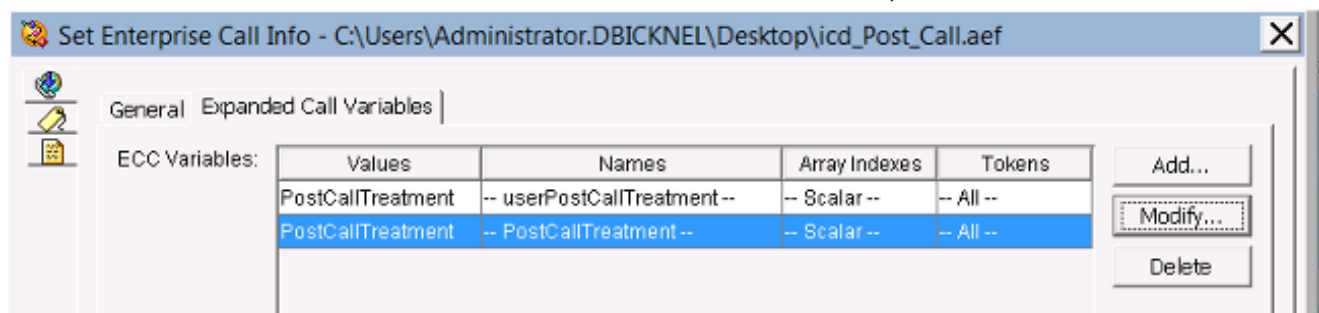 Set Enterprise Call Info - C:\Users\Administrator.DBICKNEL\Desktop\icd_Post_Call.aef
General Expanded Call Variables
ECC Variables: Values Names Array Indexes Tokens Add...
PostCallTreatment -- userPostCallTreatment -- -- Scalar -- -- All --
Modify...
PostCallTreatment -- PostCallTreatment -- -- Scalar -- -- All --
Delete